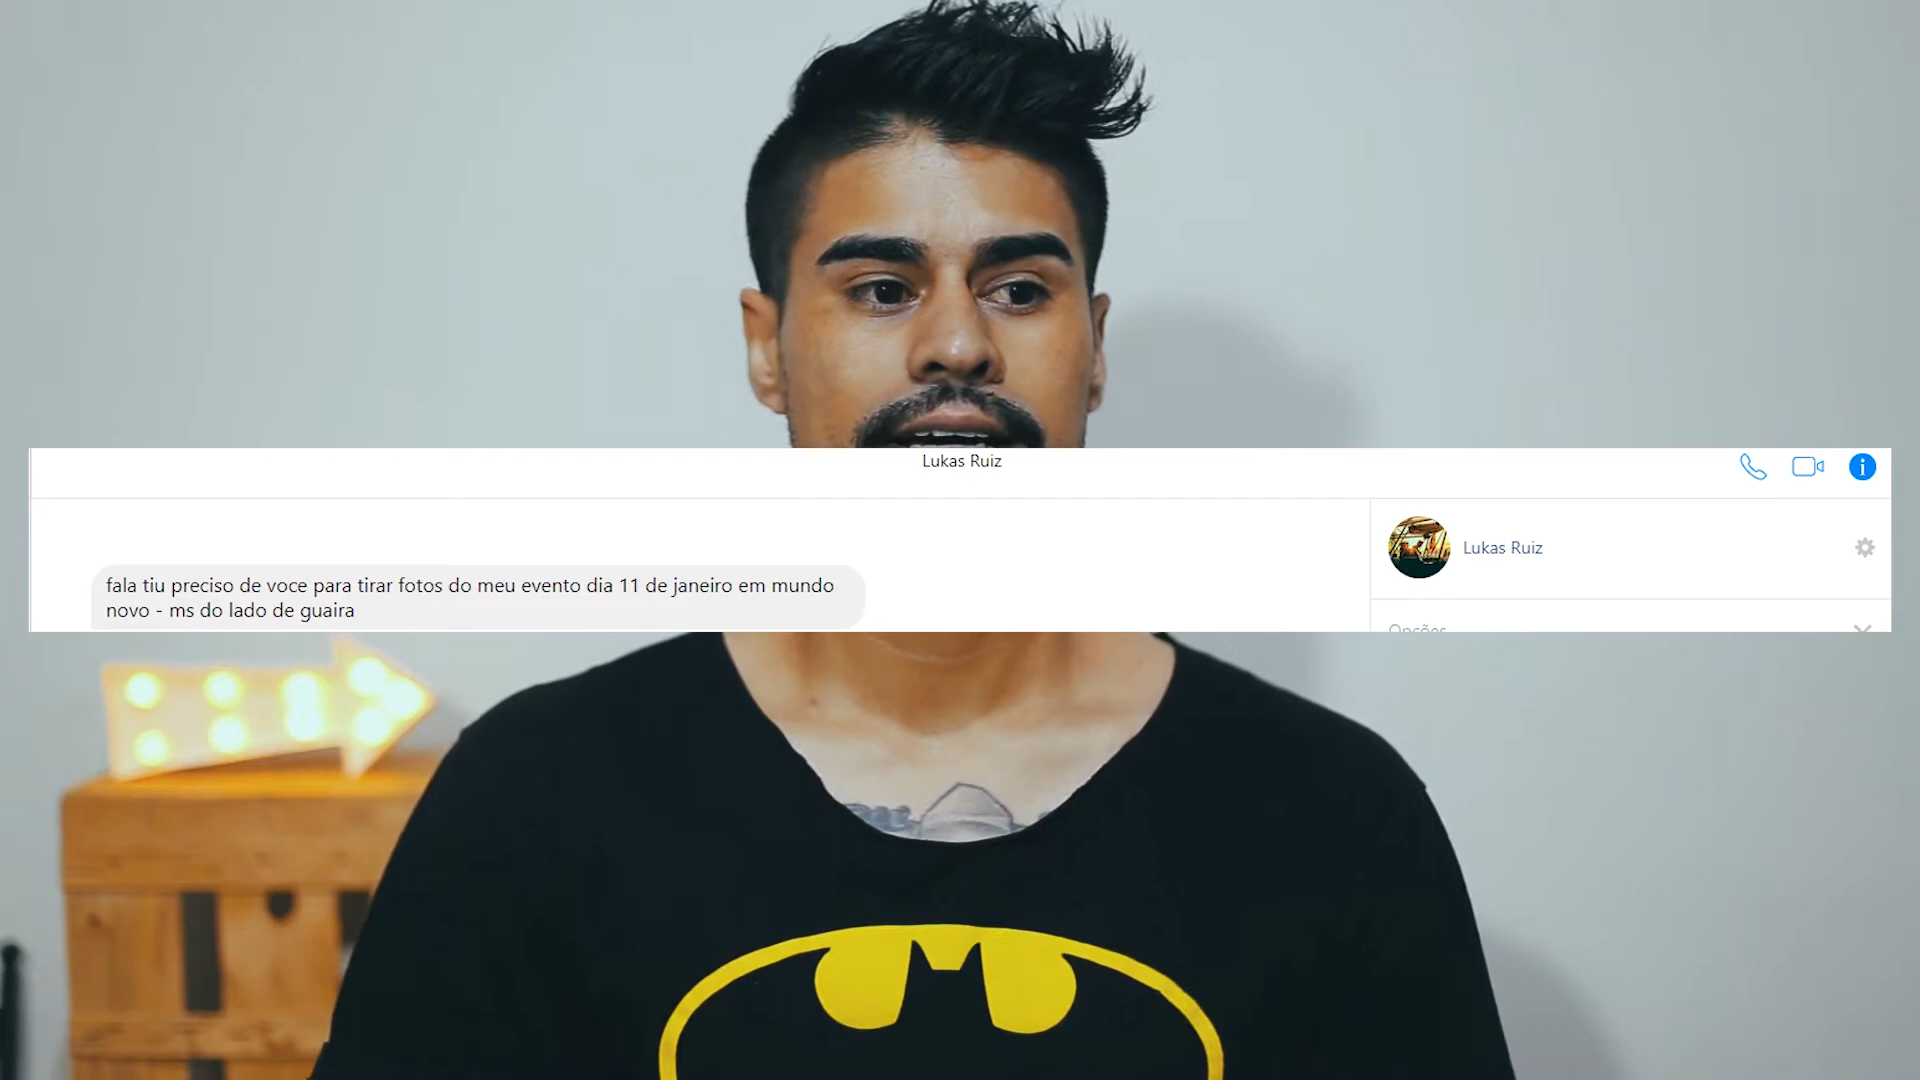 Lukas Ruiz
Lukas Ruiz
fala tiu preciso de voce para tirar fotos do meu evento dia 11 de janeiro em mundo
novo - ms do lado de guaira
Opções